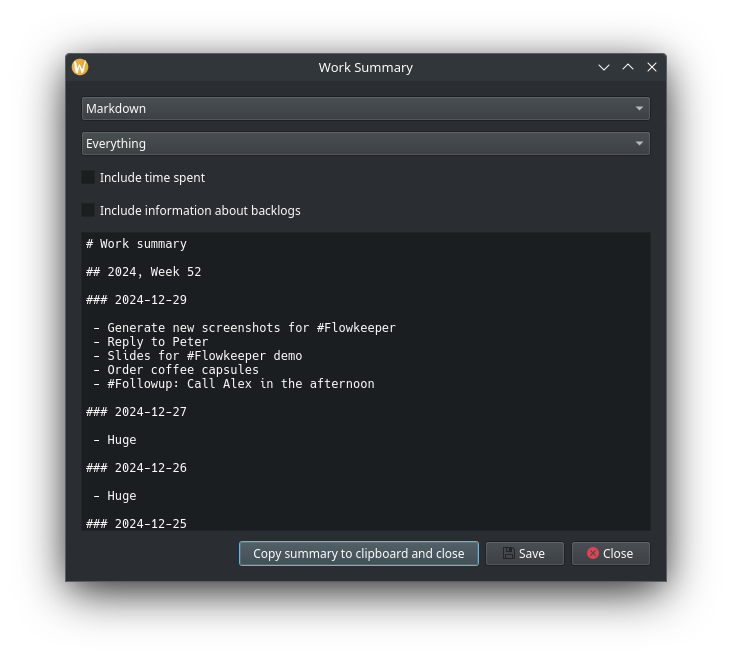 Work Summary
Markdown
Everything
Include time spent
Include information about backlogs
# Work summary
## 2024, Week 52
### 2024-12-29
- Generate new screenshots for #Flowkeeper
- Reply to Peter
- Slides for #Flowkeeper demo
- Order coffee capsules
- #Followup: Call Alex in the afternoon
### 2024-12-27
- Huge
### 2024-12-26
- Huge
### 2024-12-25
Copy summary to clipboard and close
Save
Close